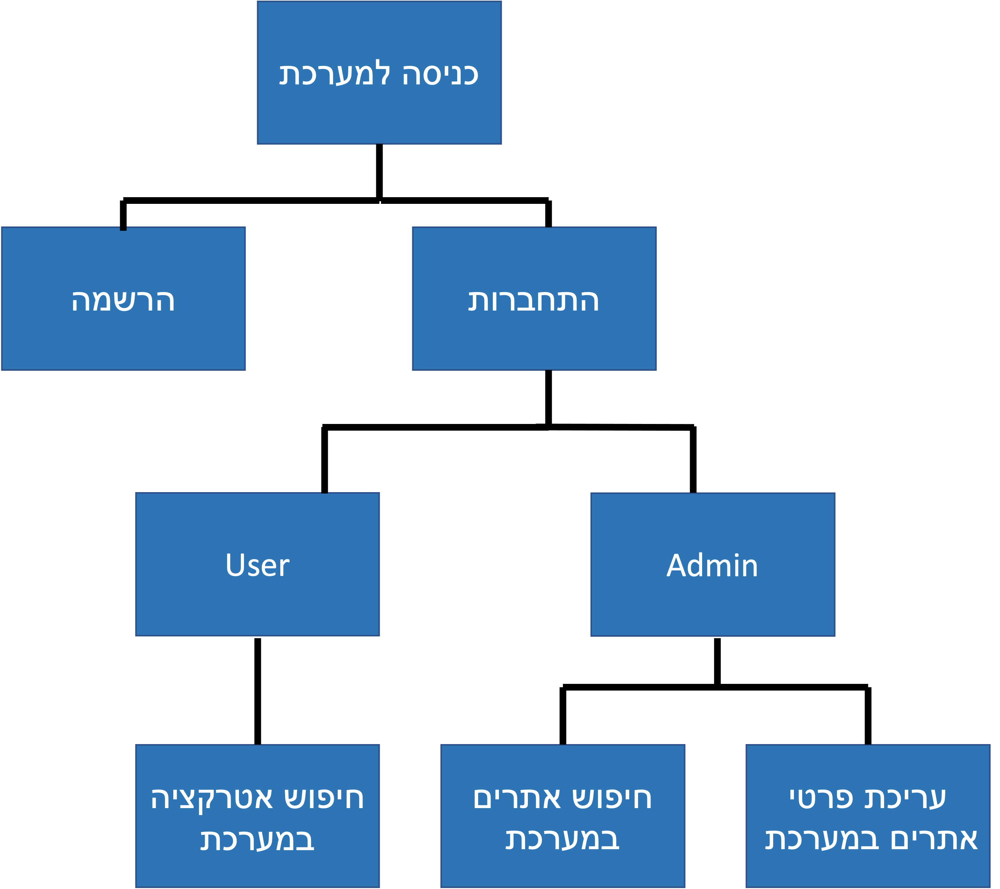 כניסה למערכת
התחברות
הרשמה
Admin
User
עריכת פרטי
אתרים במערכת
חיפוש אתרים
במערכת
חיפוש אטרקציה
במערכת